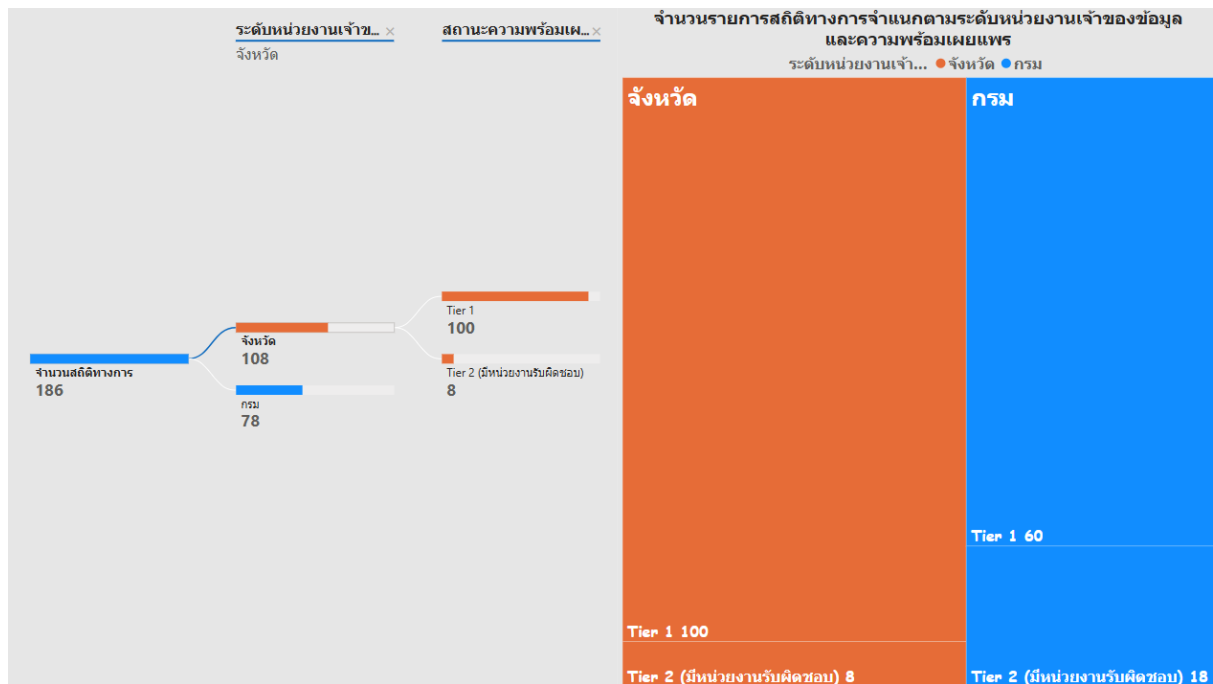 ระดับหน่วยงานเจ้าข... ×
จังหวัด
สถานะความพร้อมเผ... ×
จำนวนสถิติทางการ
186
จังหวัด
108
กรม
78
Tier 1
100
Tier 2 (มีหน่วยงานรับผิดชอบ)
8
จำนวนรายการสถิติทางการจำแนกตามระดับหน่วยงานเจ้าของข้อมูล
และความพร้อมเผยแพร
ระดับหน่วยงานเจ้า... จังหวัด กรม
จังหวัด
Tier 1 100
Tier 2 (มีหน่วยงานรับผิดชอบ) 8
กรม
Tier 1 60
Tier 2 (มีหน่วยงานรับผิดชอบ) 18